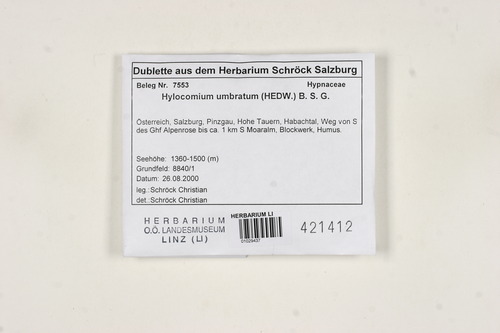 Dublette aus dem Herbarium Schröck Salzburg
Beleg Nr. 7553 Hypnaceae
Hylocomium umbratum (HEDW.) B. S. G.
Österreich, Salzburg, Pinzgau, Hohe Tauern, Habachtal, Weg von S
des Ghf Alpenrose bis ca. 1 km S Moaralm, Blockwerk, Humus.
Seehöhe: 1360-1500 (m)
Grundfeld: 8840/1
Datum: 26.08.2000
leg.:Schröck Christian
det.:Schröck Christian
HERBARIUM
O.Ö. LANDESMUSEUM
LINZ (LI)
HERBARIUM LI
01029437
421412